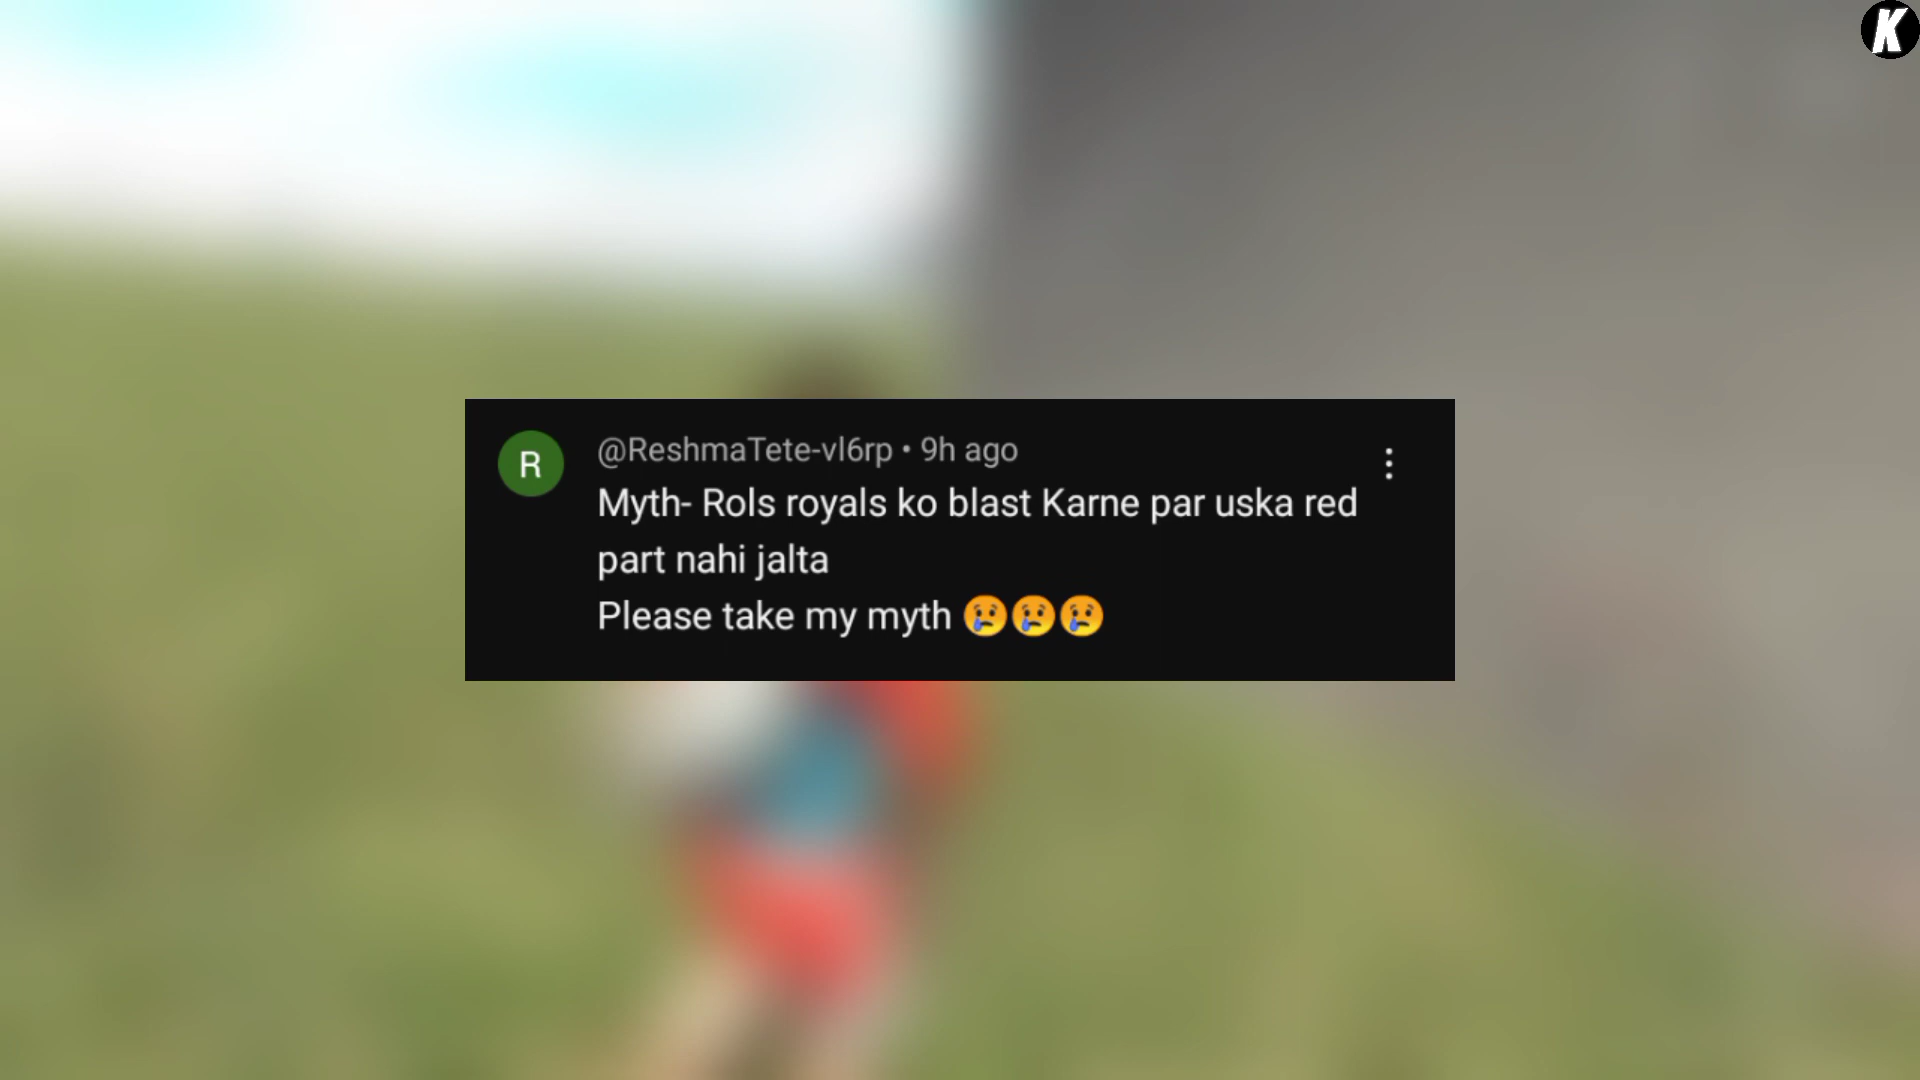 K
R
@ReshmaTete-vl6rp • 9h ago
Myth- Rols royals ko blast Karne par uska red
part nahi jalta
Please take my myth 😢😢😢